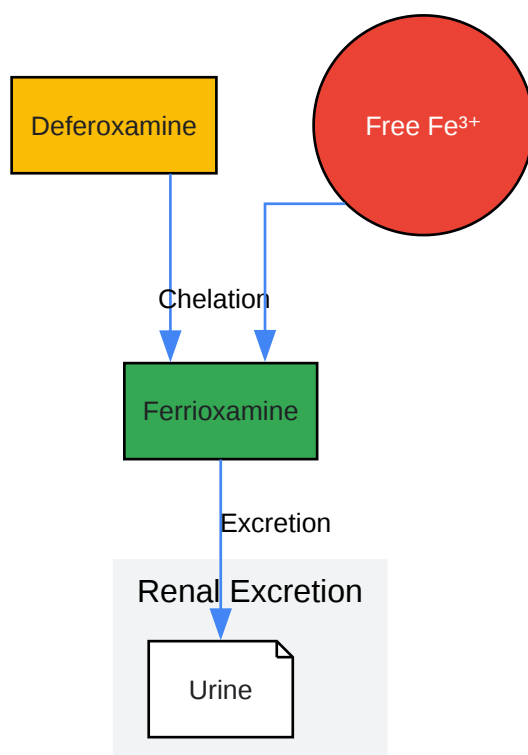 Deferoxamine
Free Fe³⁺
Chelation
Ferrioxamine
Excretion
Renal Excretion
Urine